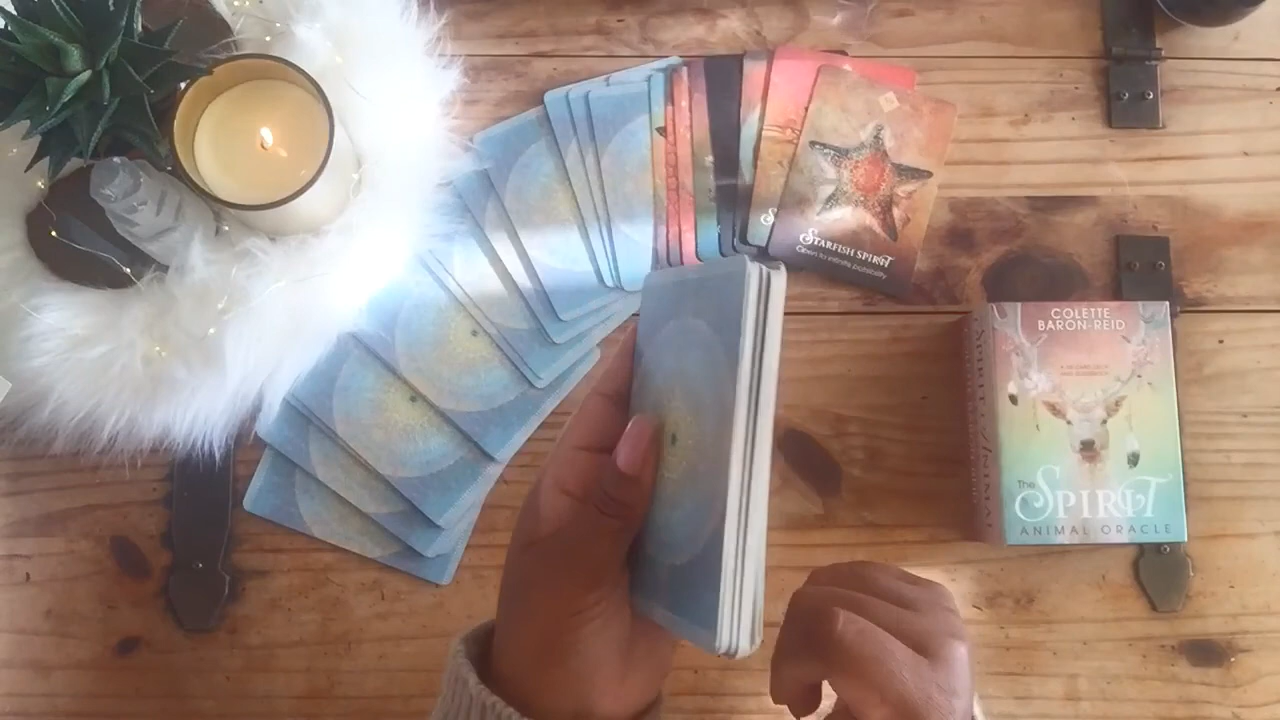 STARFISH SPIRIT
Open to infinite possibility
COLETTE
BARON-REID
The
SPIRIT
ANIMAL ORACLE